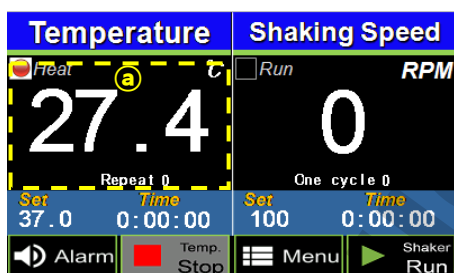 Temperature
Heat ⓐ ℃
27.4
Repeat 0
Set Time
37.0 0:00:00
Alarm
Temp.
Stop
Shaking Speed
Run RPM
0
One cycle 0
Set Time
100 0:00:00
Menu
Shaker
Run